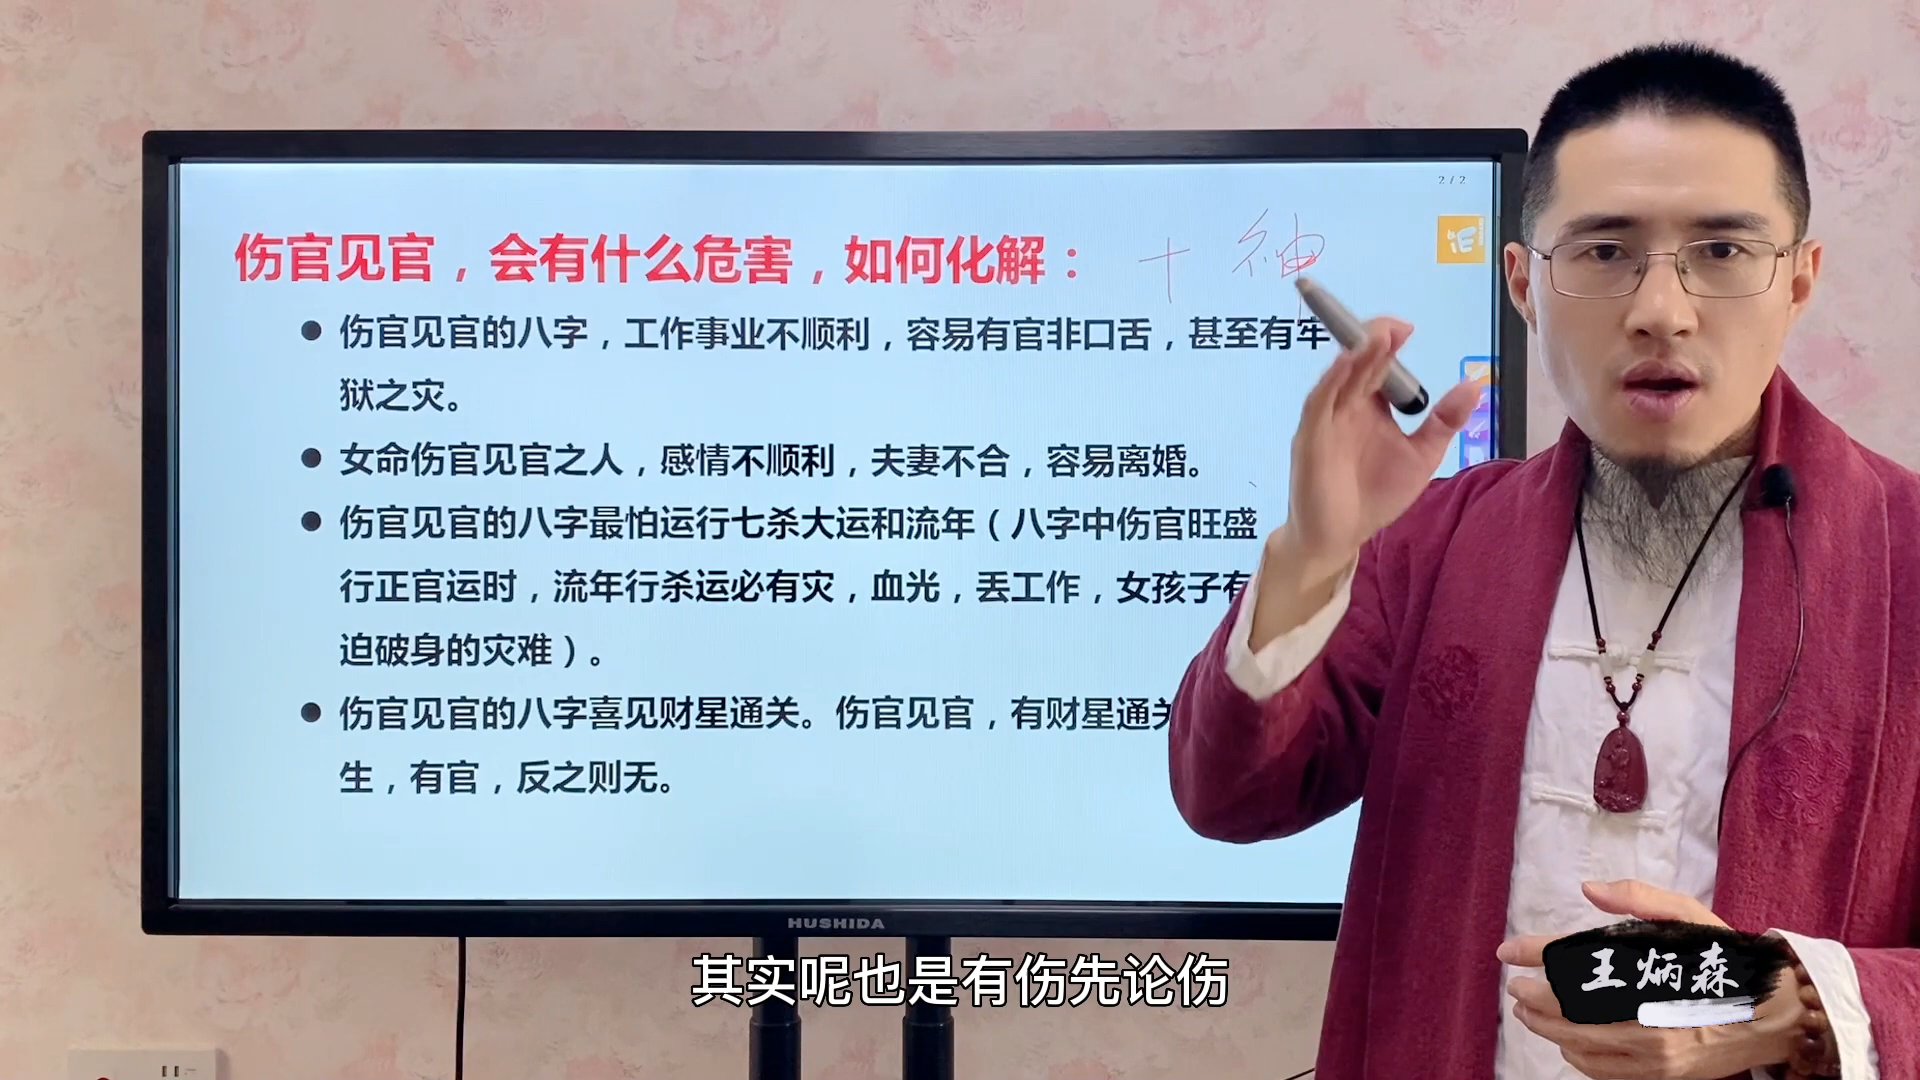 2/2
伤官见官，会有什么危害，如何化解： 十神
iE
● 伤官见官的八字，工作事业不顺利，容易有官非口舌，甚至有牢
狱之灾。
● 女命伤官见官之人，感情不顺利，夫妻不合，容易离婚。
● 伤官见官的八字最怕运行七杀大运和流年（八字中伤官旺盛
行正官运时，流年行杀运必有灾，血光，丢工作，女孩子有
迫破身的灾难）。
● 伤官见官的八字喜见财星通关。伤官见官，有财星通关
生，有官，反之则无。
HUSHIDA
其实呢也是有伤先论伤
王炳森